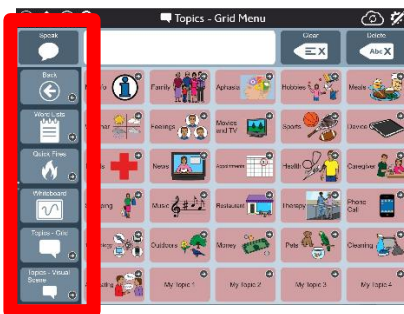 Topics - Grid Menu
Speak
Clear
X
Delete
Abc X
Back
Family
Aphasia
Hobbies
Meals
Word Lists
Feelings
Movies
and TV
Sports
Device
Quick Fires
News
Health
Caregiver
Whiteboard
Music
Restaurant
Therapy
Phone
Call
Topics - Grid
Outdoors
Money
Pets
Cleaning
Topics - Visual
Scene
My Topic 1
My Topic 2
My Topic 3
My Topic 4